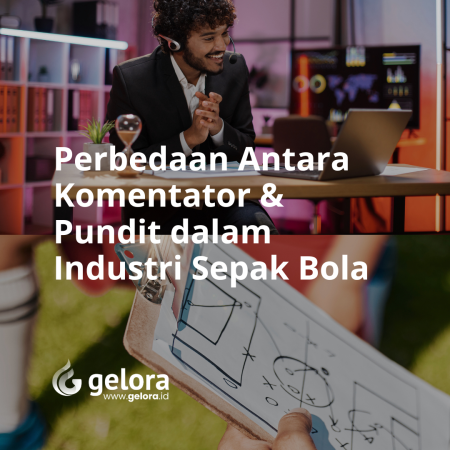 Perbedaan Antara
Komentator &
Pundit dalam
Industri Sepak Bola
gelora
www.gelora.id